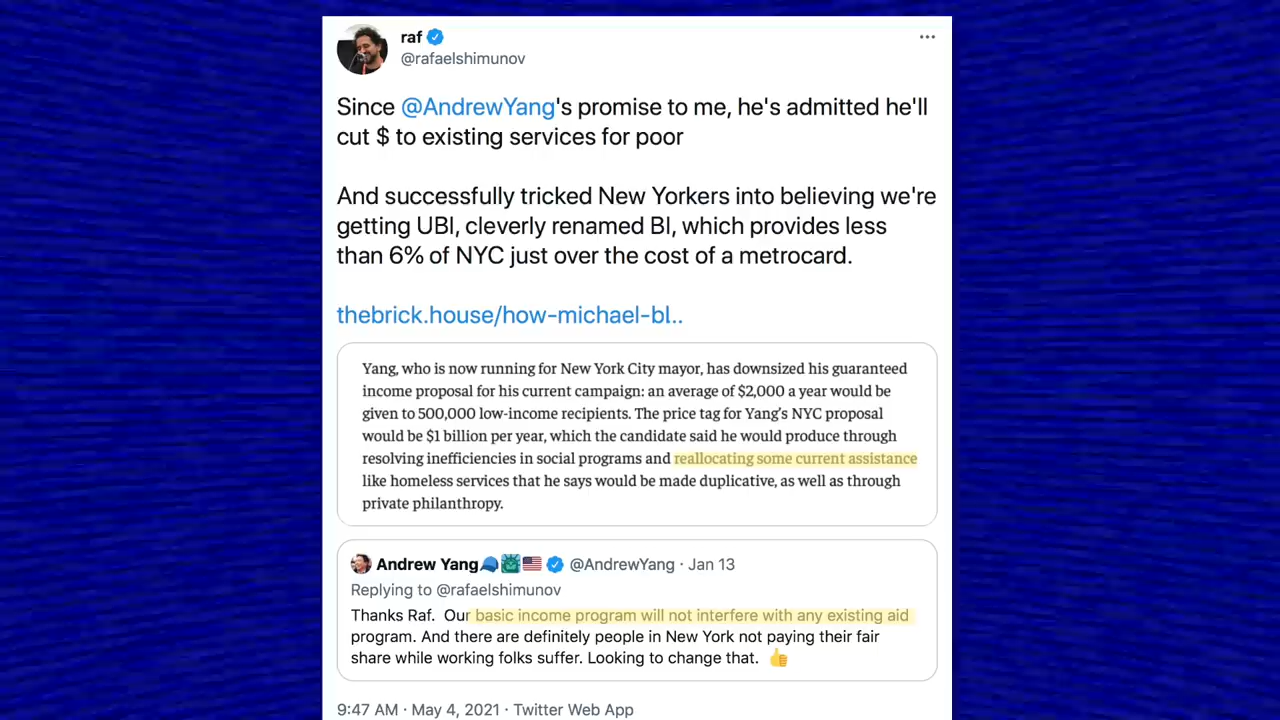 raf
@rafaelshimunov
Since @AndrewYang's promise to me, he's admitted he'll
cut $ to existing services for poor
And successfully tricked New Yorkers into believing we're
getting UBI, cleverly renamed BI, which provides less
than 6% of NYC just over the cost of a metrocard.
thebrick.house/how-michael-bl..
Yang, who is now running for New York City mayor, has downsized his guaranteed
income proposal for his current campaign: an average of $2,000 a year would be
given to 500,000 low-income recipients. The price tag for Yang's NYC proposal
would be $1 billion per year, which the candidate said he would produce through
resolving inefficiencies in social programs and reallocating some current assistance
like homeless services that he says would be made duplicative, as well as through
private philanthropy.
Andrew Yang🧢🗽🇺🇸 @AndrewYang · Jan 13
Replying to @rafaelshimunov
Thanks Raf. Our basic income program will not interfere with any existing aid
program. And there are definitely people in New York not paying their fair
share while working folks suffer. Looking to change that. 👍
9:47 AM · May 4, 2021 · Twitter Web App